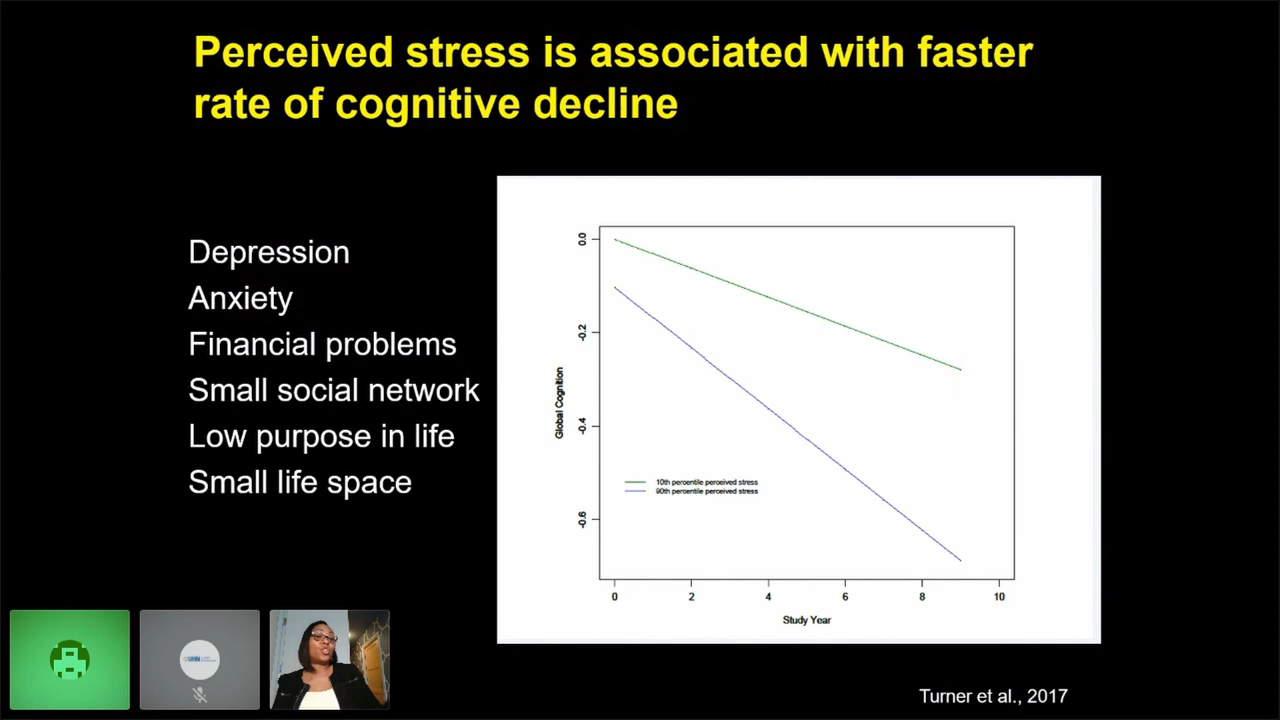 Perceived stress is associated with faster
rate of cognitive decline
Depression
Anxiety
Financial problems
Small social network
Low purpose in life
Small life space
0.0
-0.2
-0.4
-0.6
Global Cognition
10th percentile perceived stress
90th percentile perceived stress
0 2 4 6 8 10
Study Year
Turner et al., 2017